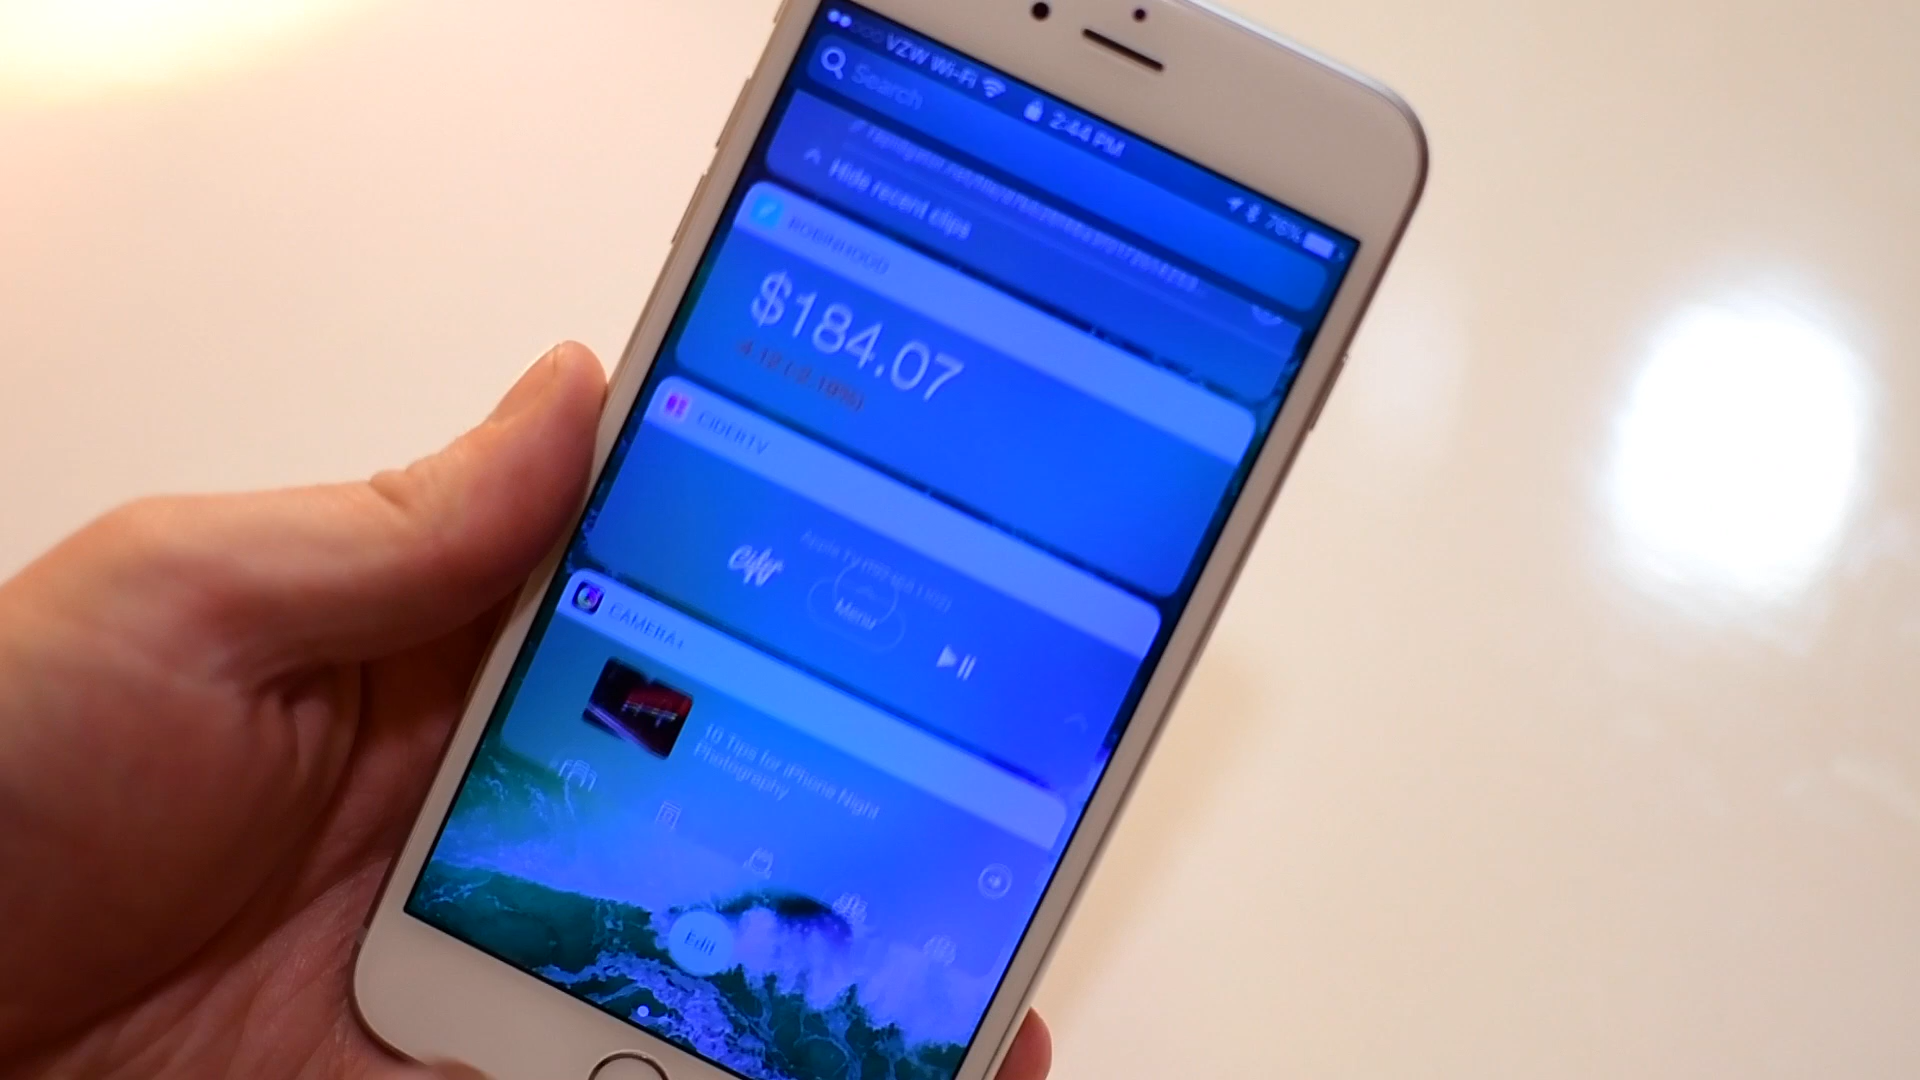 VZW Wi-Fi
2:44 PM
76%
Search
Hide recent clips
ROBINHOOD
$184.07
CIDERTV
Menu
CAMERA+
10 Tips for iPhone Night
Photography
Edit